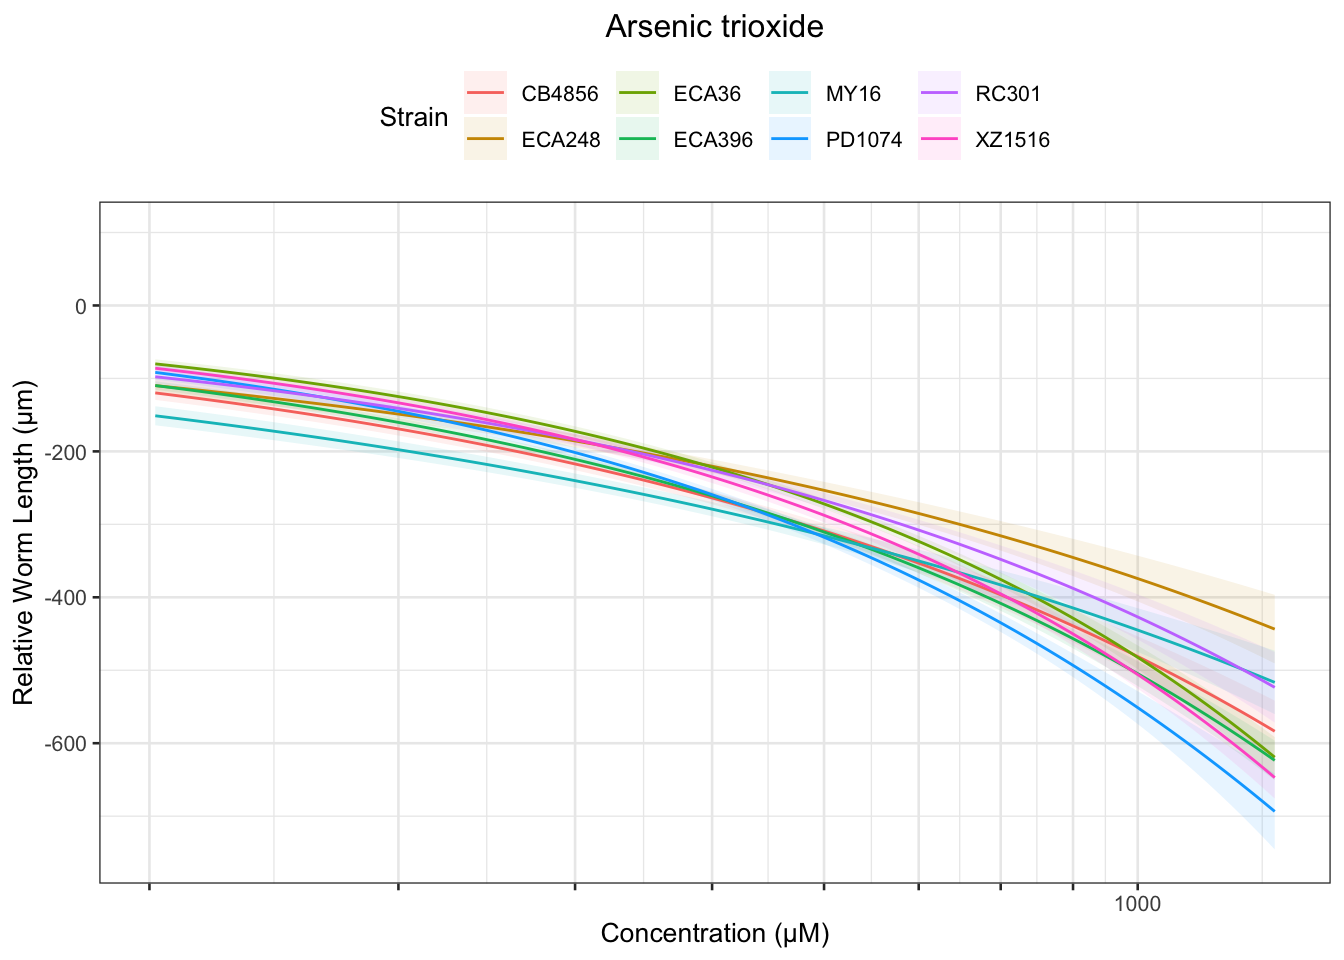 Arsenic trioxide
Strain
CB4856 ECA36 MY16 RC301
ECA248 ECA396 PD1074 XZ1516
Relative Worm Length (µm)
0
-200
-400
-600
1000
Concentration (µM)